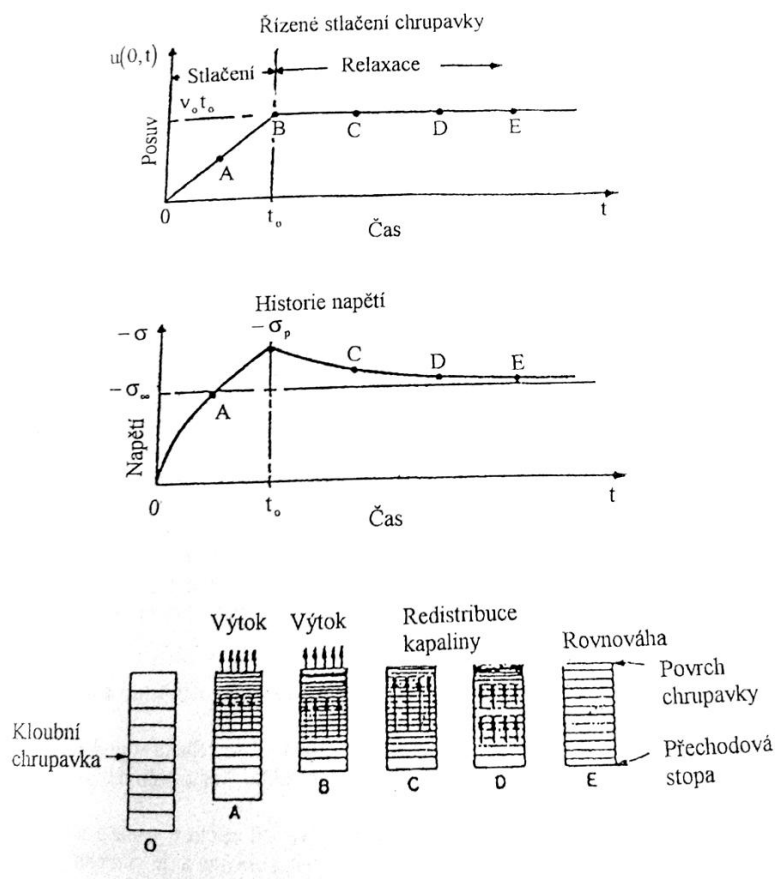 Řízené stlačení chrupavky
u(0,t)
Stlačení
Relaxace
v₀t₀
Posuv
A
B
C
D
E
0
t₀
t
Čas
Historie napětí
−σ
−σₚ
−σ∞
Napětí
A
C
D
E
0
t₀
t
Čas
Výtok
Výtok
Redistribuce
kapaliny
Rovnováha
Povrch
chrupavky
Kloubní
chrupavka
Přechodová
stopa
O
A
B
C
D
E